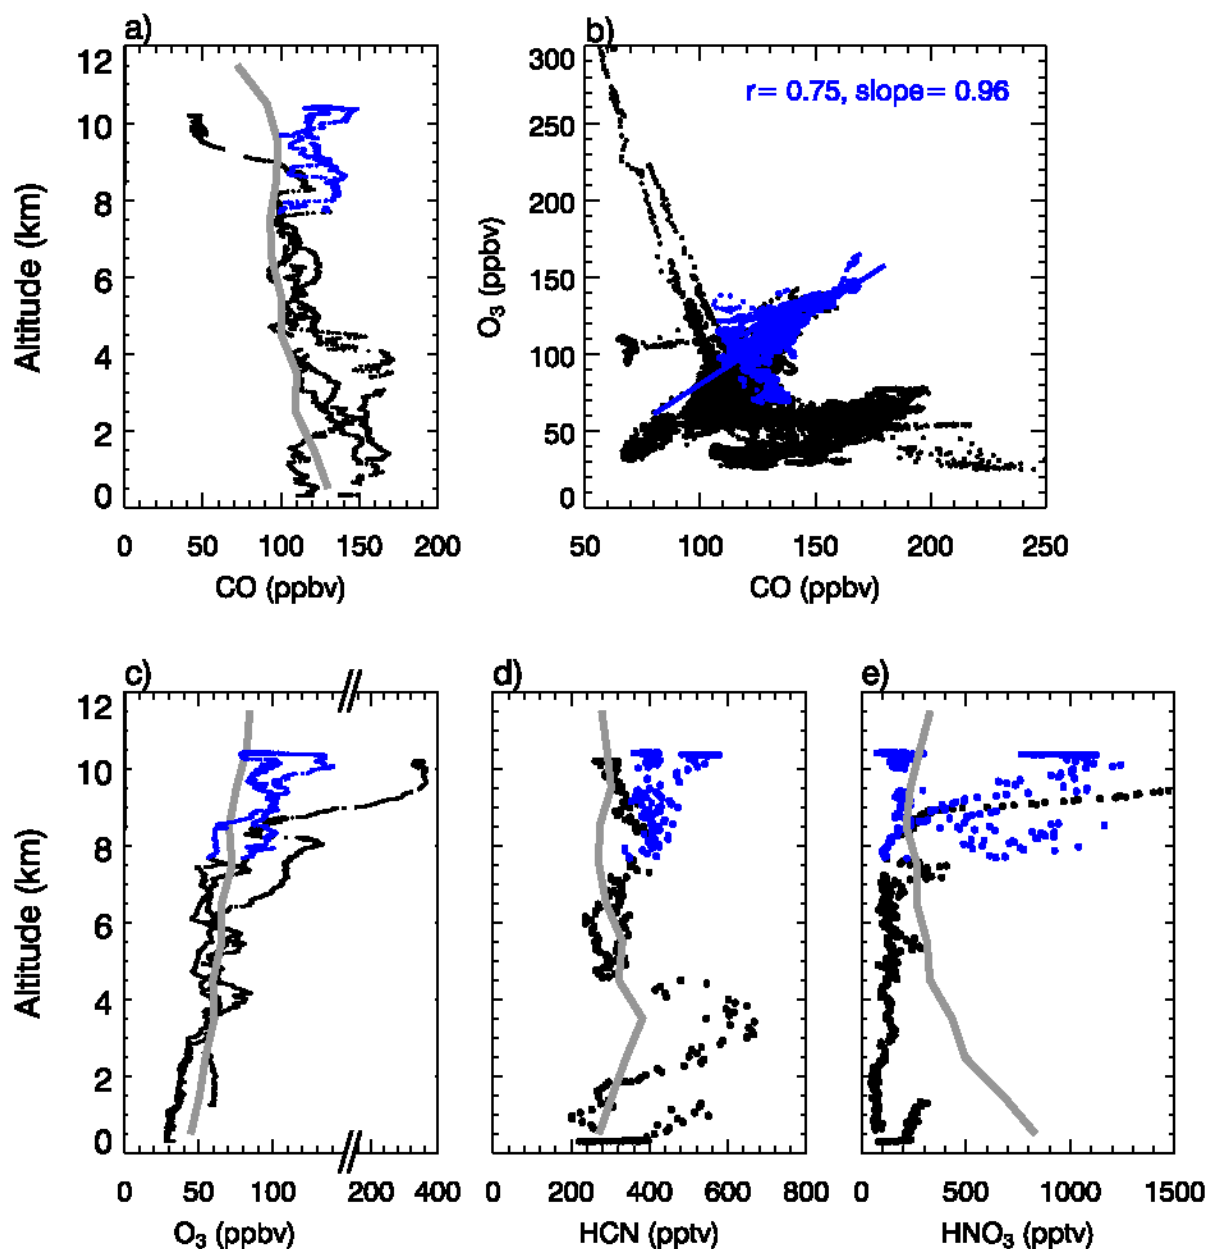 a)
12
10
8
6
4
2
0
Altitude (km)
0 50 100 150 200
CO (ppbv)
b)
r= 0.75, slope= 0.96
300
250
200
150
100
50
0
O₃ (ppbv)
50 100 150 200 250
CO (ppbv)
c)
12
10
8
6
4
2
0
Altitude (km)
0 50 100 200 400
O₃ (ppbv)
d)
0 200 400 600 800
HCN (pptv)
e)
0 500 1000 1500
HNO₃ (pptv)